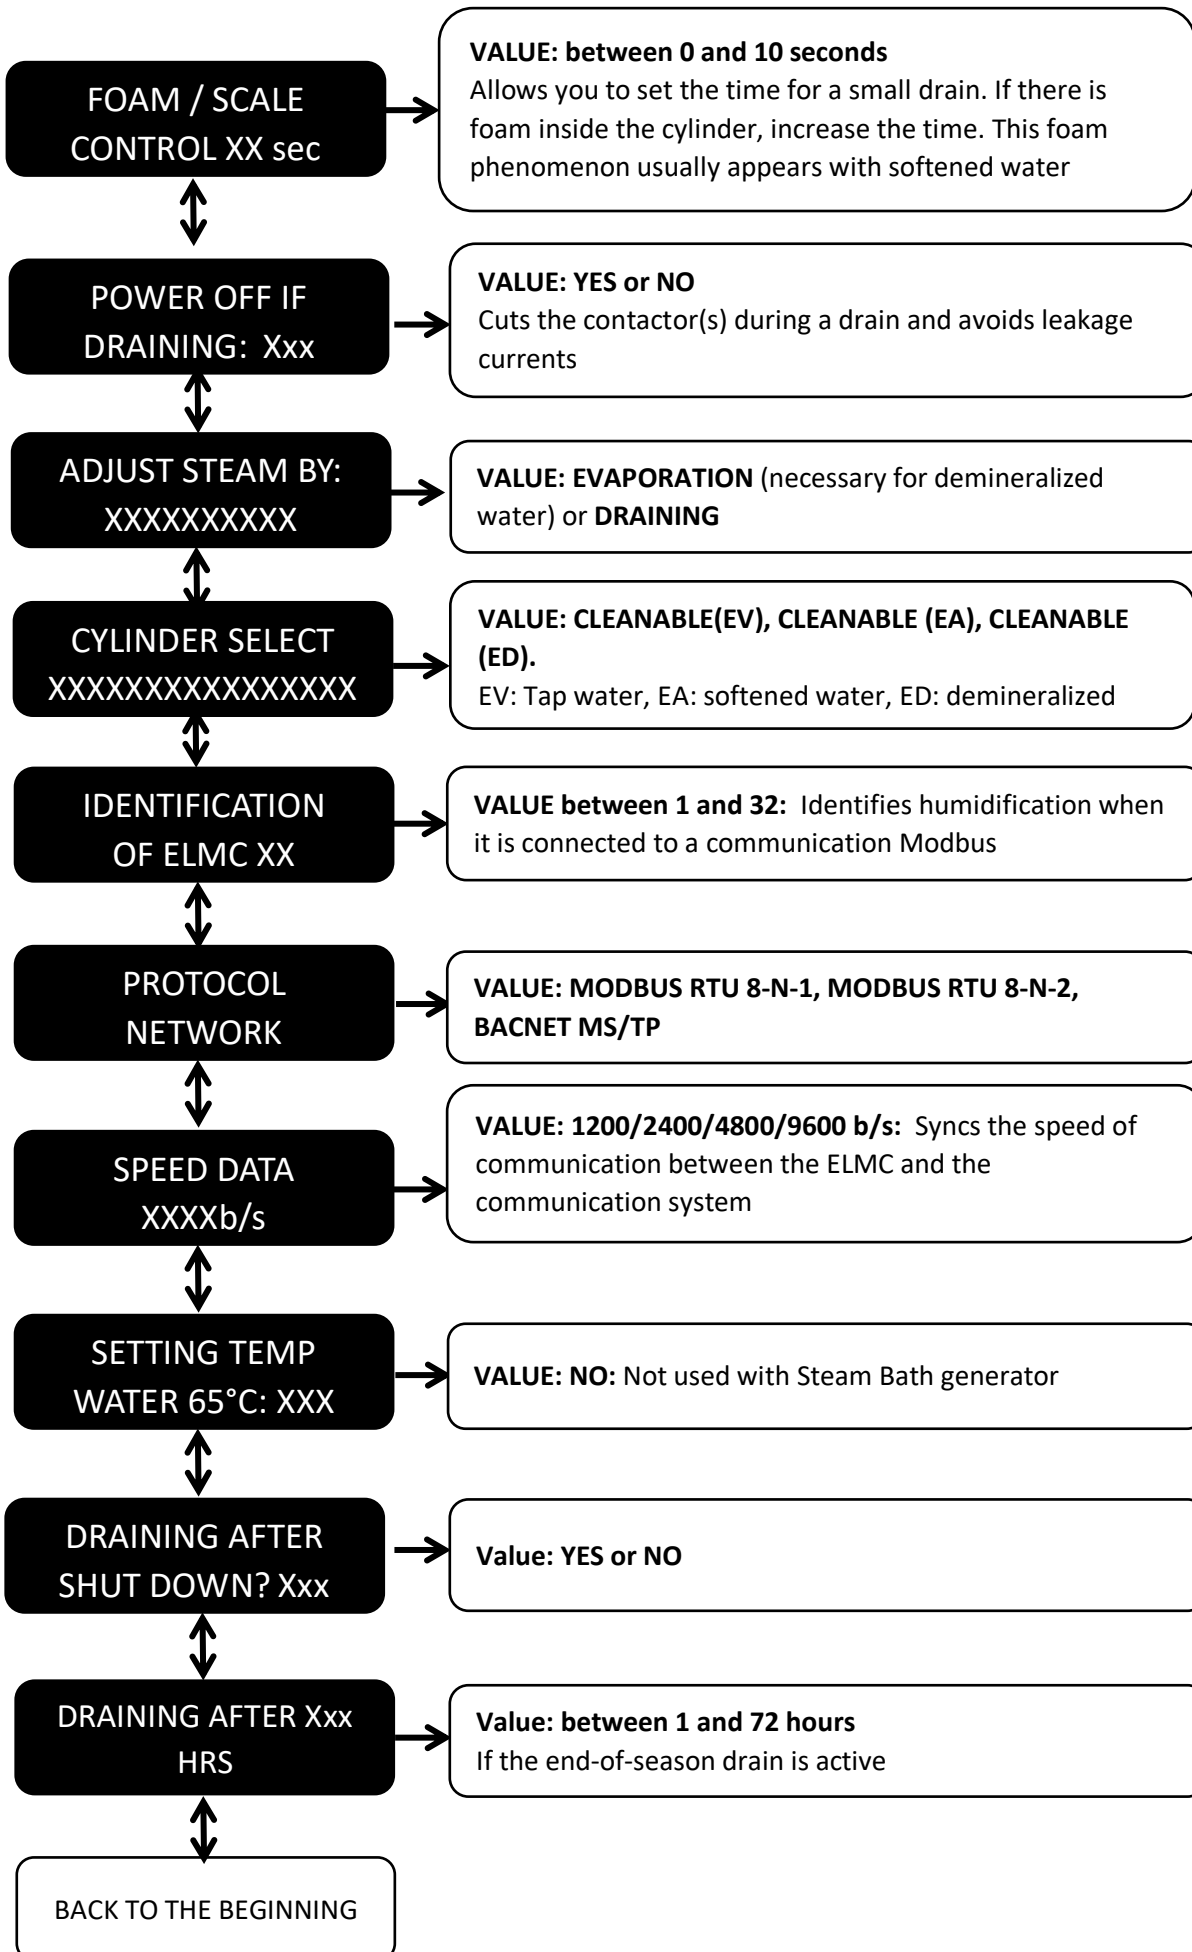 FOAM / SCALE
CONTROL XX sec
VALUE: between 0 and 10 seconds
Allows you to set the time for a small drain. If there is
foam inside the cylinder, increase the time. This foam
phenomenon usually appears with softened water
POWER OFF IF
DRAINING:  Xxx
VALUE: YES or NO
Cuts the contactor(s) during a drain and avoids leakage
currents
ADJUST STEAM BY:
XXXXXXXXXX
VALUE: EVAPORATION (necessary for demineralized
water) or DRAINING
CYLINDER SELECT
XXXXXXXXXXXXXXXX
VALUE: CLEANABLE(EV), CLEANABLE (EA), CLEANABLE
(ED).
EV: Tap water, EA: softened water, ED: demineralized
IDENTIFICATION
OF ELMC XX
VALUE between 1 and 32:  Identifies humidification when
it is connected to a communication Modbus
PROTOCOL
NETWORK
VALUE: MODBUS RTU 8-N-1, MODBUS RTU 8-N-2,
BACNET MS/TP
SPEED DATA
XXXXb/s
VALUE: 1200/2400/4800/9600 b/s:  Syncs the speed of
communication between the ELMC and the
communication system
SETTING TEMP
WATER 65°C: XXX
VALUE: NO: Not used with Steam Bath generator
DRAINING AFTER
SHUT DOWN? Xxx
Value: YES or NO
DRAINING AFTER Xxx
HRS
Value: between 1 and 72 hours
If the end-of-season drain is active
BACK TO THE BEGINNING